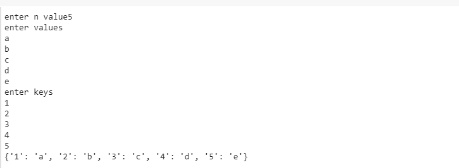 enter n value5
enter values
a
b
c
d
e
enter keys
1
2
3
4
5
{'1': 'a', '2': 'b', '3': 'c', '4': 'd', '5': 'e'}